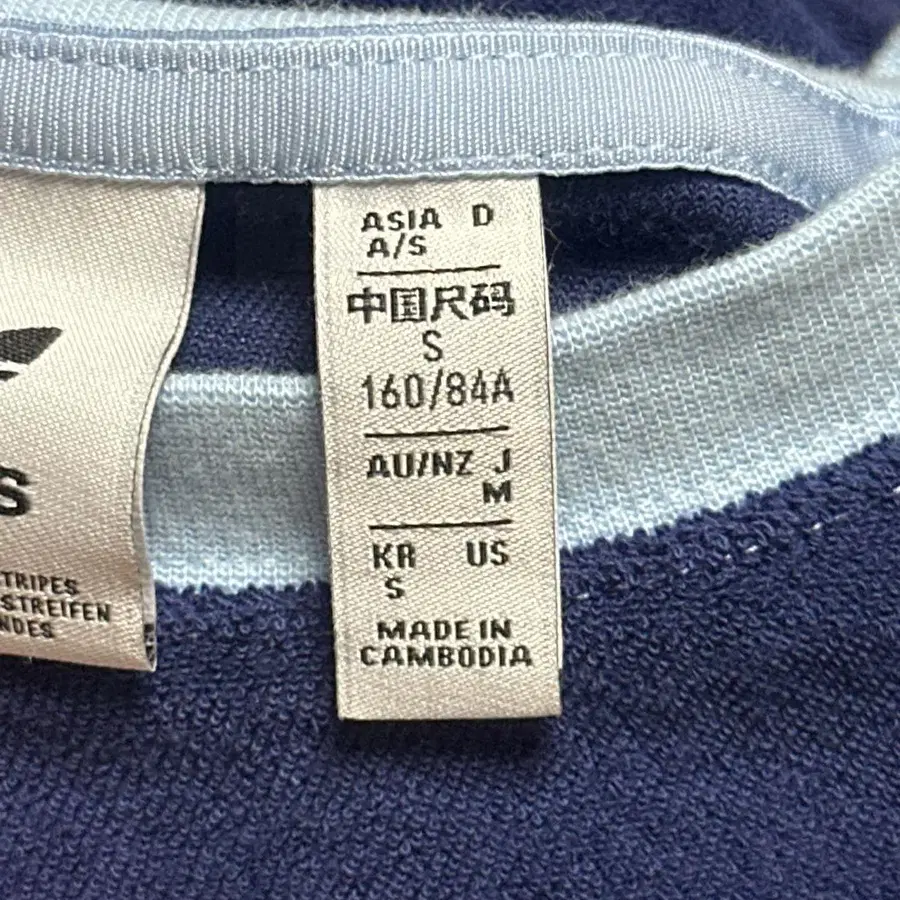 S
TRIPES
STREIFEN
NDES
ASIA D
A/S
中国尺码
S
160/84A
AU/NZ J
M
KR US
S
MADE IN
CAMBODIA